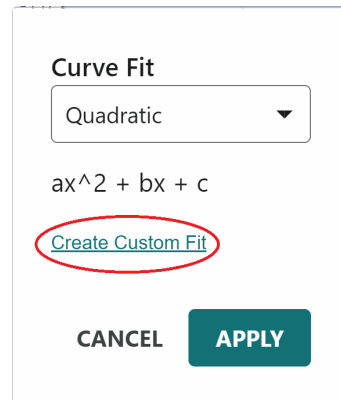 Curve Fit
Quadratic
ax^2 + bx + c
Create Custom Fit
CANCEL APPLY